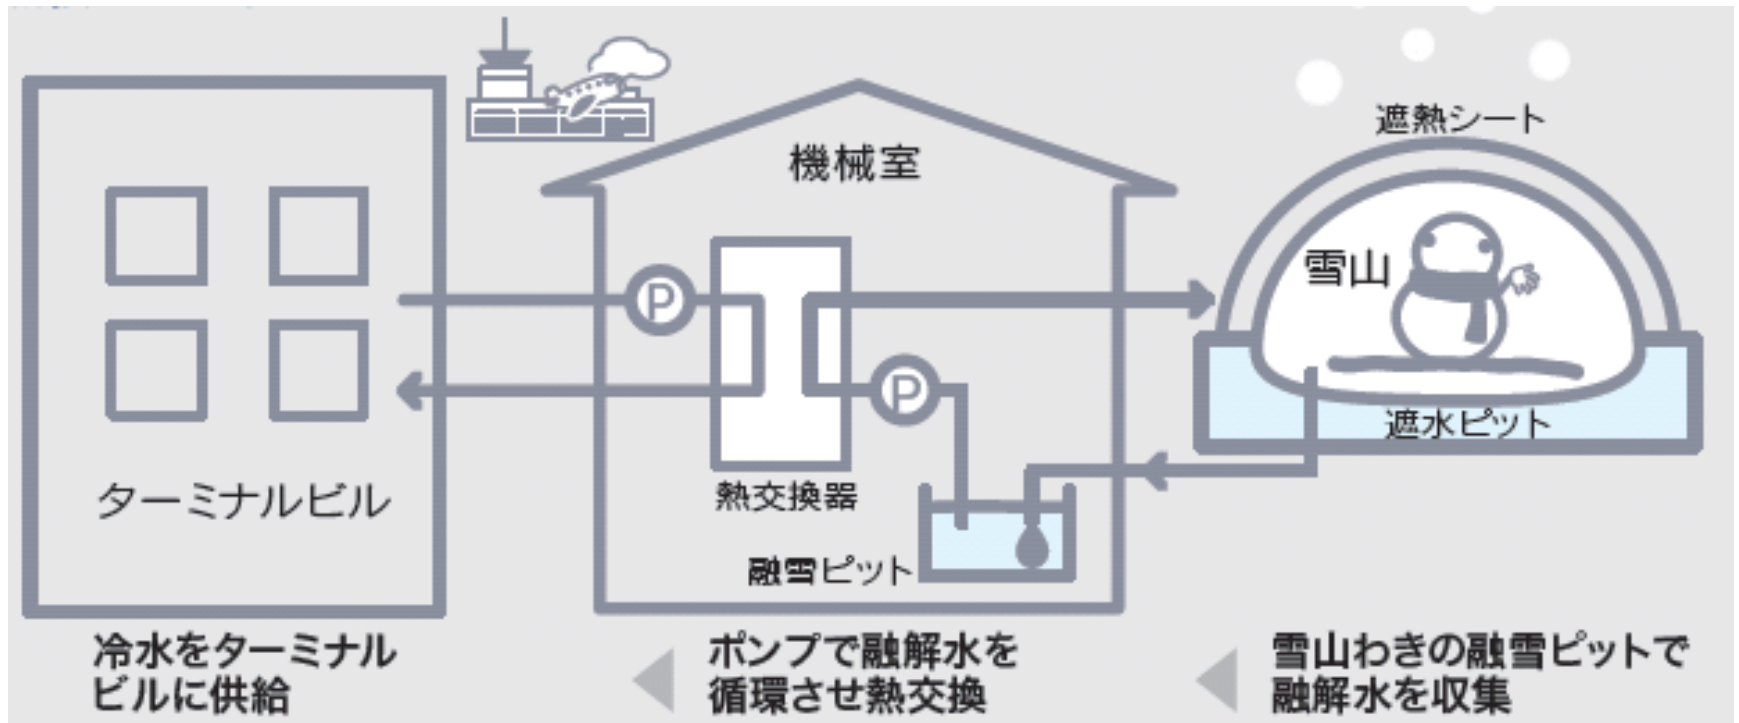 遮熱シート
機械室
雪山
P
P
遮水ピット
ターミナルビル
熱交換器
融雪ピット
冷水をターミナル
ビルに供給
ポンプで融解水を
循環させ熱交換
雪山わきの融雪ピットで
融解水を収集